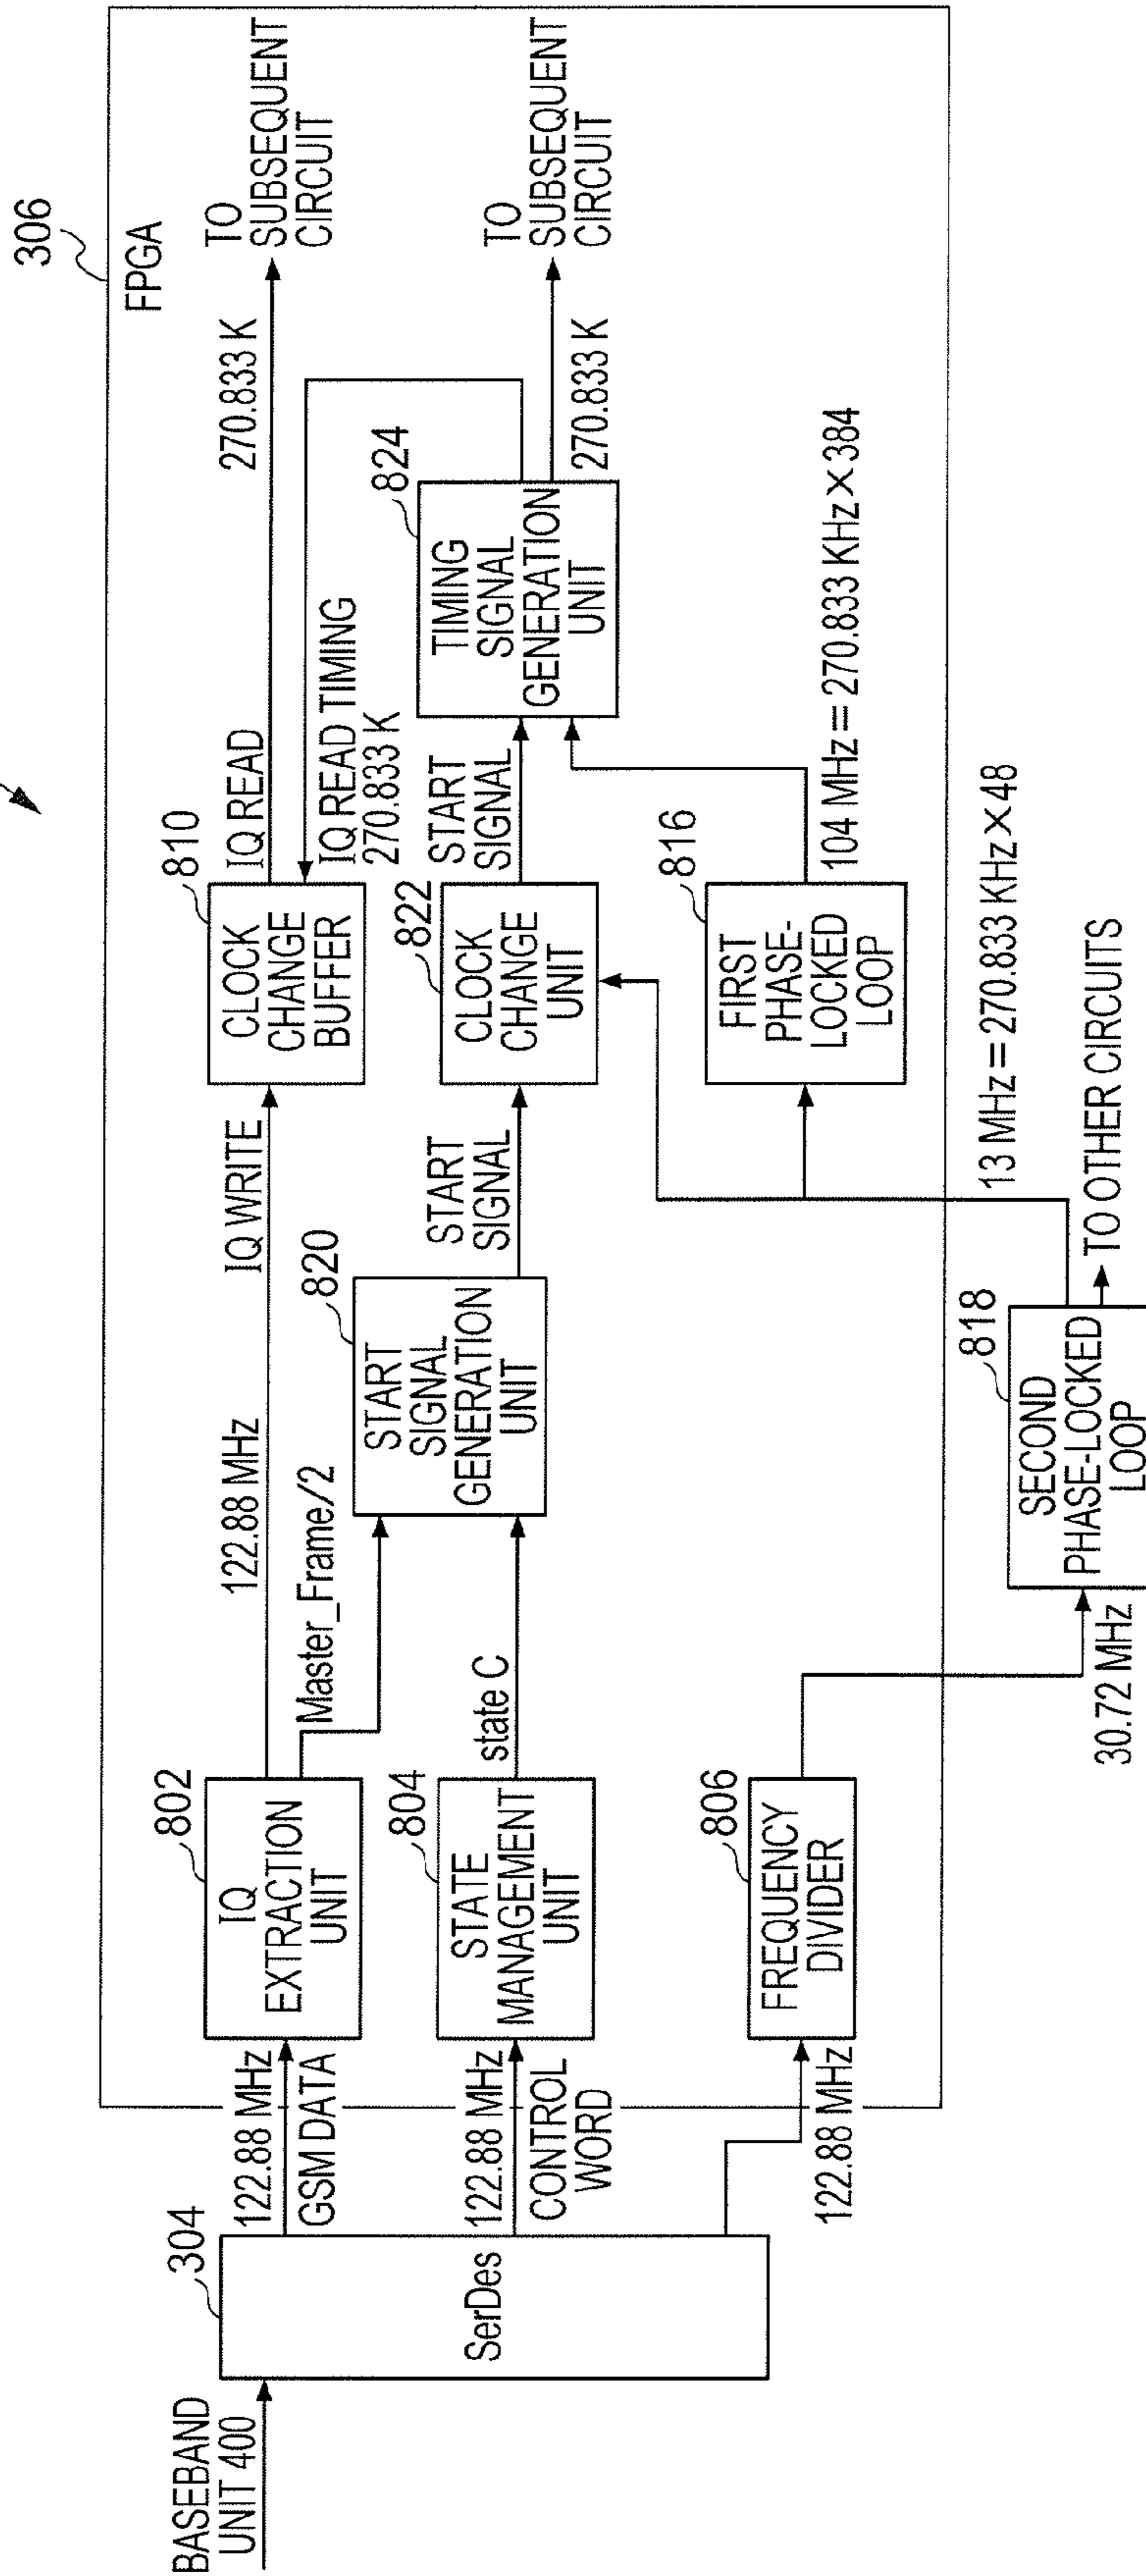 306
FPGA
BASEBAND
UNIT 400
304
SerDes
122.88 MHz
GSM DATA
122.88 MHz
CONTROL
WORD
122.88 MHz
802
IQ
EXTRACTION
UNIT
804
STATE
MANAGEMENT
UNIT
806
FREQUENCY
DIVIDER
122.88 MHz
IQ WRITE
Master_Frame/2
state C
820
START
SIGNAL
GENERATION
UNIT
START
SIGNAL
30.72 MHz
818
SECOND
PHASE-LOCKED
LOOP
TO OTHER CIRCUITS
13 MHz = 270.833 KHz × 48
810
CLOCK
CHANGE
BUFFER
822
CLOCK
CHANGE
UNIT
816
FIRST
PHASE-
LOCKED
LOOP
104 MHz = 270.833 KHz × 384
IQ READ
IQ READ TIMING
270.833 K
START
SIGNAL
824
TIMING
SIGNAL
GENERATION
UNIT
270.833 K
TO
SUBSEQUENT
CIRCUIT
270.833 K
TO
SUBSEQUENT
CIRCUIT